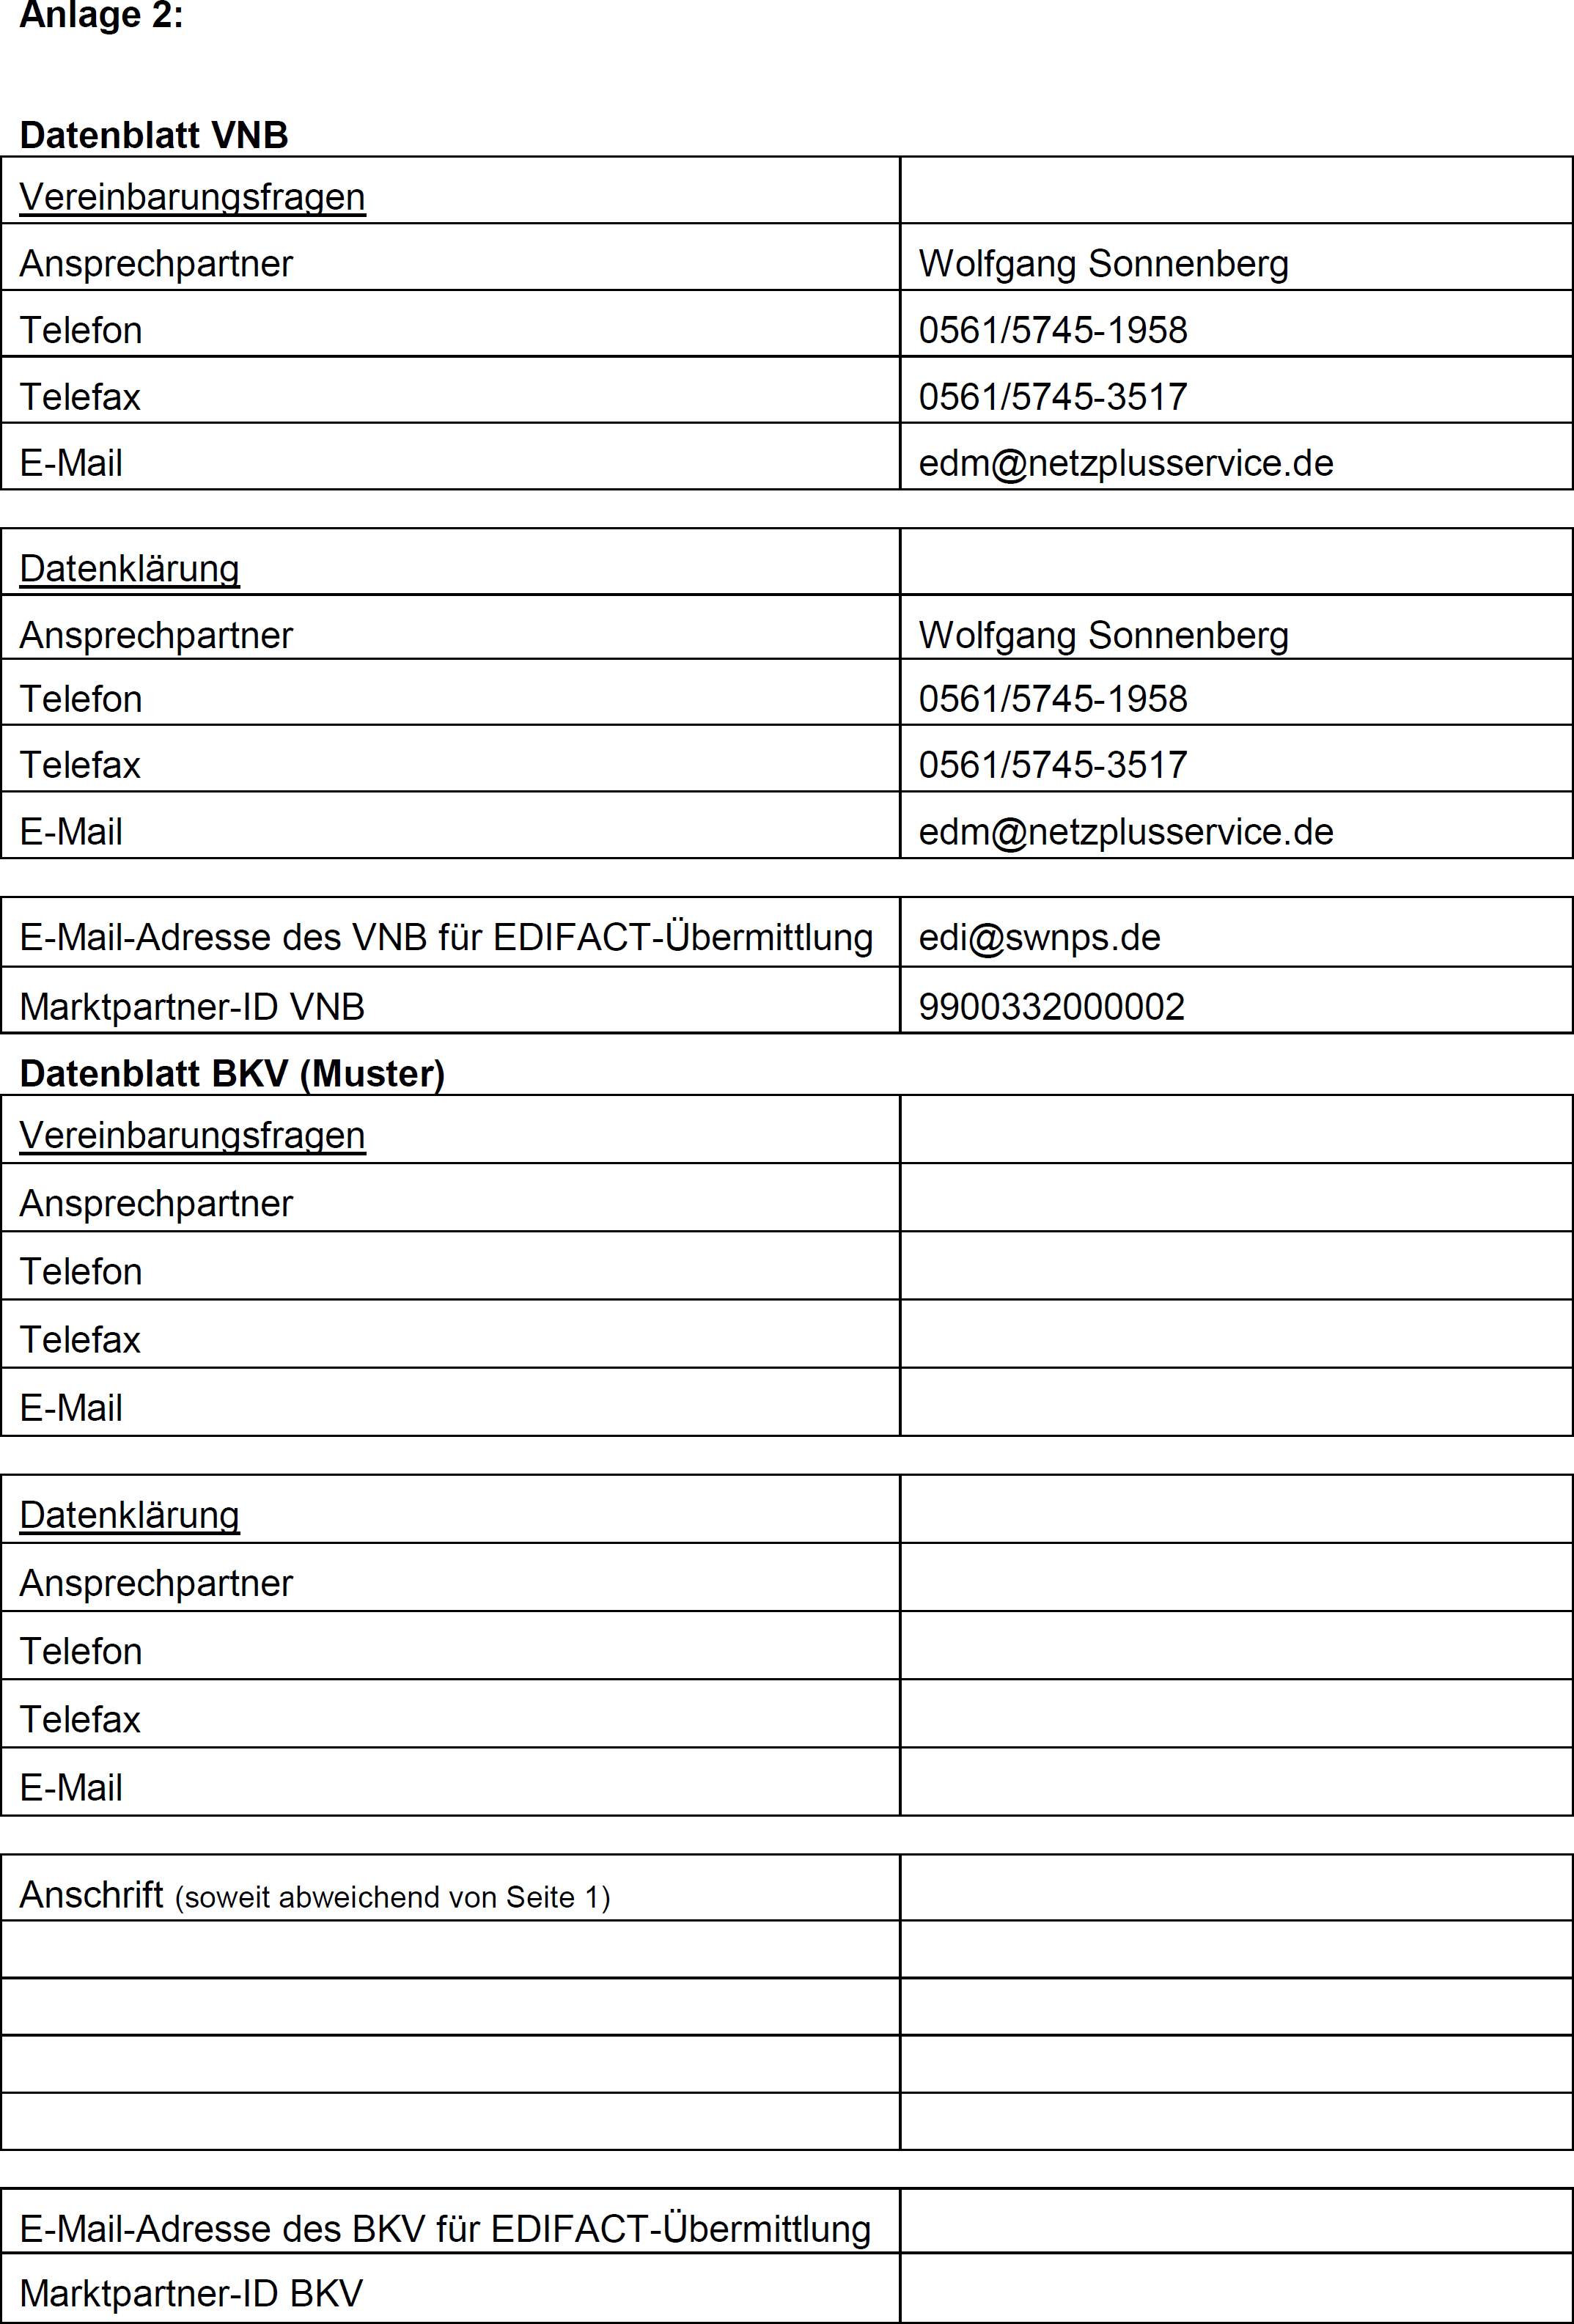 Anlage 2:
Datenblatt VNB
Vereinbarungsfragen
Ansprechpartner Wolfgang Sonnenberg
Telefon 0561/5745-1958
Telefax 0561/5745-3517
E-Mail edm@netzplusservice.de
Datenklärung
Ansprechpartner Wolfgang Sonnenberg
Telefon 0561/5745-1958
Telefax 0561/5745-3517
E-Mail edm@netzplusservice.de
E-Mail-Adresse des VNB für EDIFACT-Übermittlung edi@swnps.de
Marktpartner-ID VNB 9900332000002
Datenblatt BKV (Muster)
Vereinbarungsfragen
Ansprechpartner
Telefon
Telefax
E-Mail
Datenklärung
Ansprechpartner
Telefon
Telefax
E-Mail
Anschrift (soweit abweichend von Seite 1)
E-Mail-Adresse des BKV für EDIFACT-Übermittlung
Marktpartner-ID BKV